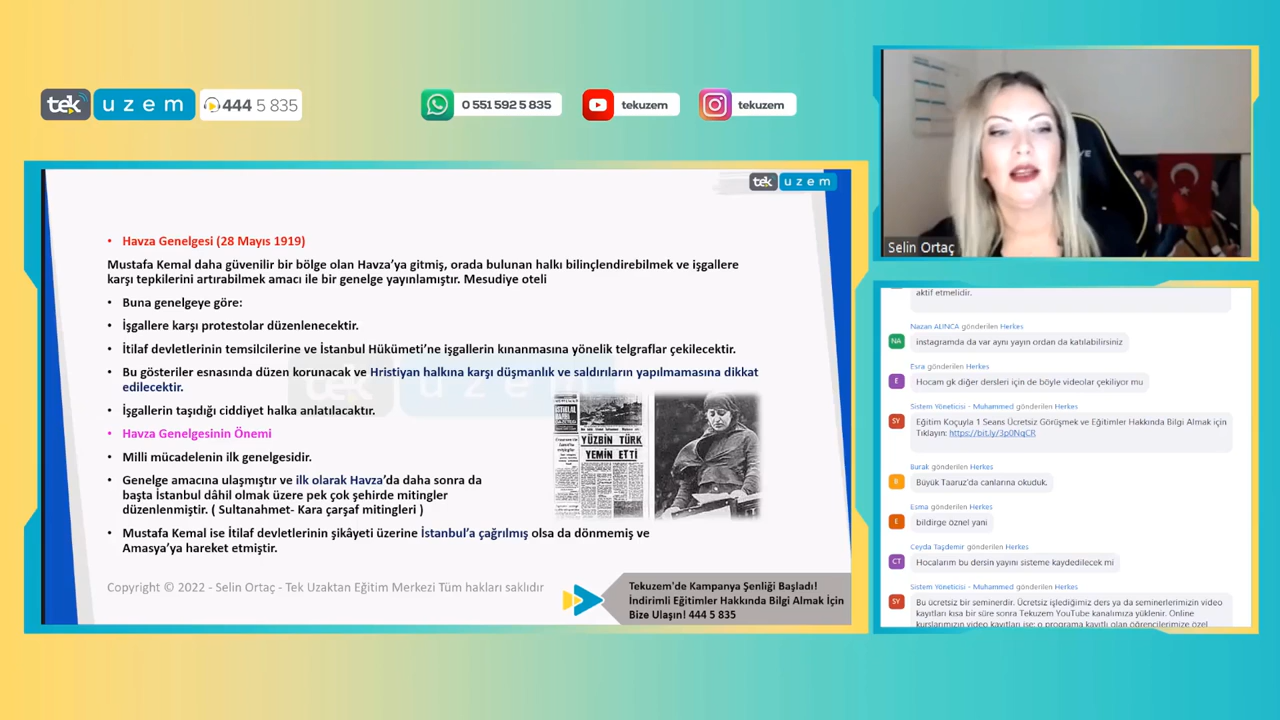 tek uzem 444 5 835
0 551 592 5 835
tekuzem
tekuzem
tek uzem
• Havza Genelgesi (28 Mayıs 1919)
Mustafa Kemal daha güvenilir bir bölge olan Havza'ya gitmiş, orada bulunan halkı bilinçlendirebilmek ve işgallere
karşı tepkilerini artırabilmek amacı ile bir genelge yayınlamıştır. Mesudiye oteli
• Buna genelgeye göre:
• İşgallere karşı protestolar düzenlenecektir.
• İtilaf devletlerinin temsilcilerine ve İstanbul Hükümeti'ne işgallerin kınanmasına yönelik telgraflar çekilecektir.
• Bu gösteriler esnasında düzen korunacak ve Hristiyan halkına karşı düşmanlık ve saldırıların yapılmamasına dikkat
edilecektir.
• İşgallerin taşıdığı ciddiyet halka anlatılacaktır.
• Havza Genelgesinin Önemi
• Milli mücadelenin ilk genelgesidir.
• Genelge amacına ulaşmıştır ve ilk olarak Havza'da daha sonra da
başta İstanbul dâhil olmak üzere pek çok şehirde mitingler
düzenlenmiştir. ( Sultanahmet- Kara çarşaf mitingleri )
• Mustafa Kemal ise İtilaf devletlerinin şikâyeti üzerine İstanbul'a çağrılmış olsa da dönmemiş ve
Amasya'ya hareket etmiştir.
YÜZBİN TÜRK
YEMİN ETTİ
Copyright © 2022 - Selin Ortaç - Tek Uzaktan Eğitim Merkezi Tüm hakları saklıdır
Tekuzem'de Kampanya Şenliği Başladı!
İndirimli Eğitimler Hakkında Bilgi Almak İçin
Bize Ulaşın! 444 5 835
Selin Ortaç
aktif etmelidir.
Nazan ALINCA gönderilen Herkes
NA
instagramda da var aynı yayın ordan da katılabilirsiniz
Esra gönderilen Herkes
E
Hocam gk diğer dersleri için de böyle videolar çekiliyor mu
Sistem Yöneticisi - Muhammed gönderilen Herkes
SY
Eğitim Koçuyla 1 Seans Ücretsiz Görüşmek ve Eğitimler Hakkında Bilgi Almak için
Tıklayın: https://bit.ly/3p0NqCR
Burak gönderilen Herkes
B
Büyük Taaruz'da canlarına okuduk.
Esma gönderilen Herkes
E
bildirge öznel yani
Ceyda Taşdemir gönderilen Herkes
CT
Hocalarım bu dersin yayını sisteme kaydedilecek mi
Sistem Yöneticisi - Muhammed gönderilen Herkes
SY
Bu ücretsiz bir seminerdir. Ücretsiz işlediğimiz ders ya da seminerlerimizin video
kayıtları kısa bir süre sonra Tekuzem YouTube kanalımıza yüklenir. Online
kurslarımızın video kayıtları ise; o programa kayıtlı olan öğrencilerimize özel